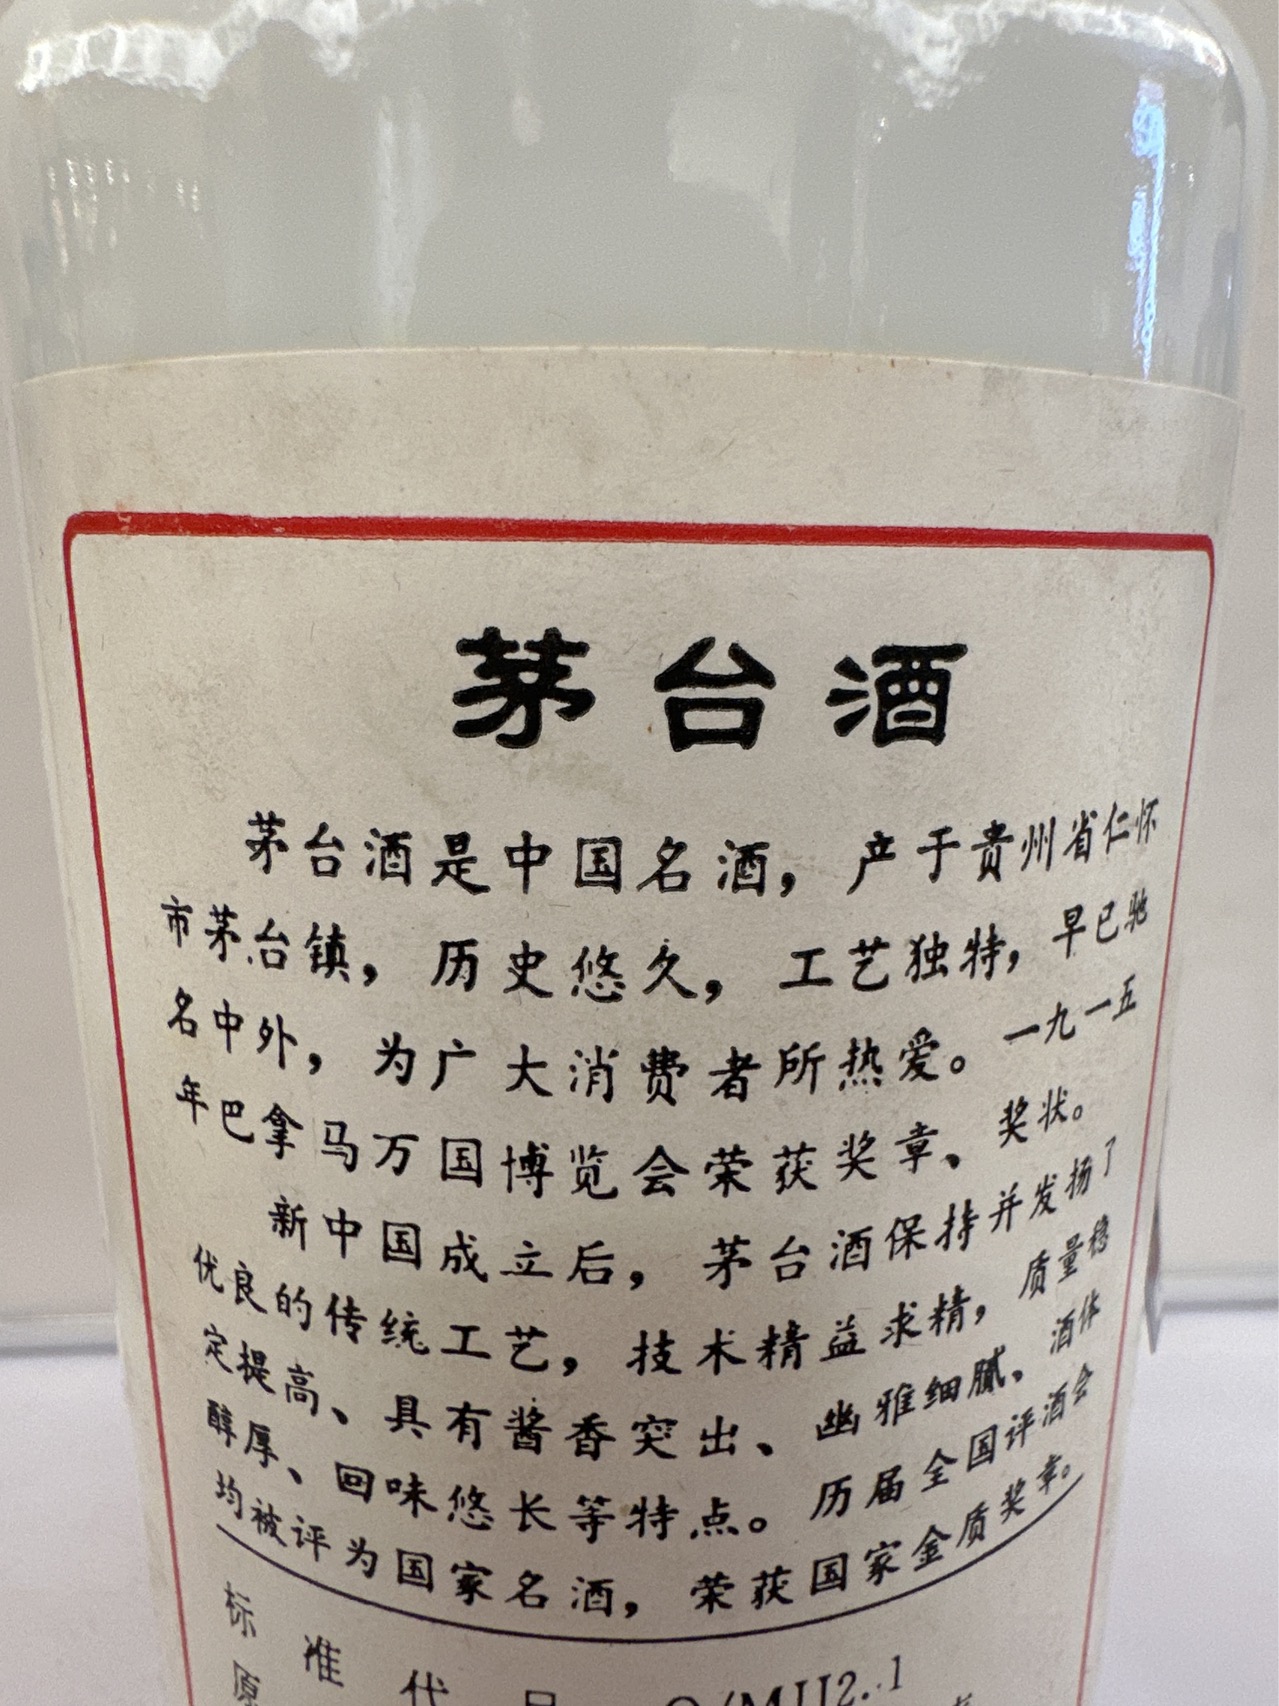 茅台酒
茅台酒是中国名酒，产于贵州省仁怀
市茅台镇，历史悠久，工艺独特，早已驰
名中外，为广大消费者所热爱。一九一五
年巴拿马万国博览会荣获奖章、奖状。
新中国成立后，茅台酒保持并发扬了
优良的传统工艺，技术精益求精，质量稳
定提高、具有酱香突出、幽雅细腻，酒体
醇厚、回味悠长等特点。历届全国评酒会
均被评为国家名酒，荣获国家金质奖章。
标准代
原